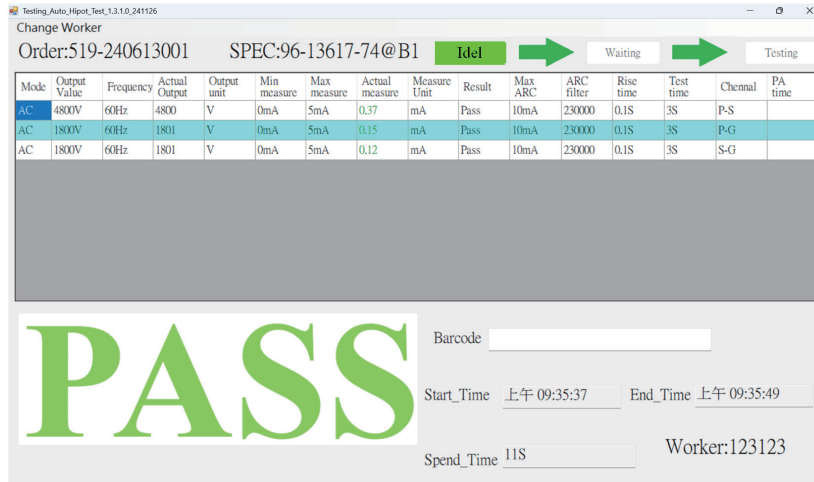 Testing_Auto_Hipot_Test_1.3.1.0_241126
Change Worker
Order:519-240613001 SPEC:96-13617-74@B1 Idel Waiting Testing
Mode Output Value Frequency Actual Output Output unit Min measure Max measure Actual measure Measure Unit Result Max ARC ARC filter Rise time Test time Chennal PA time
AC 4800V 60Hz 4800 V 0mA 5mA 0.37 mA Pass 10mA 230000 0.1S 3S P-S
AC 1800V 60Hz 1801 V 0mA 5mA 0.15 mA Pass 10mA 230000 0.1S 3S P-G
AC 1800V 60Hz 1801 V 0mA 5mA 0.12 mA Pass 10mA 230000 0.1S 3S S-G
PASS
Barcode
Start_Time 上午 09:35:37 End_Time 上午 09:35:49
Spend_Time 11S Worker:123123